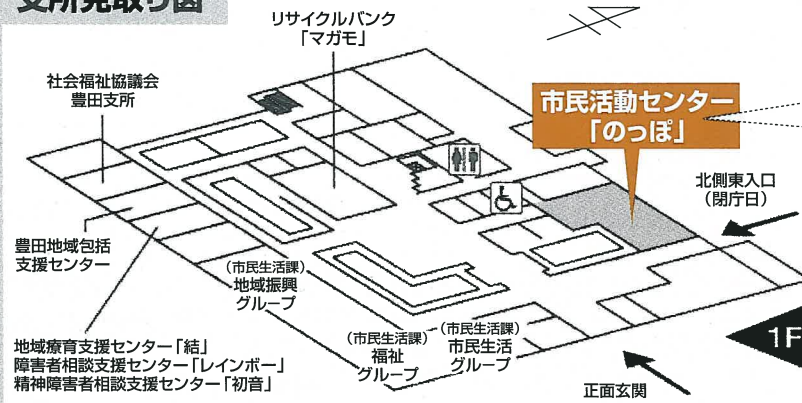 支所見取り図
リサイクルバンク
「マガモ」
社会福祉協議会
豊田支所
市民活動センター
「のっぽ」
北側東入口
（閉庁日）
豊田地域包括
支援センター
（市民生活課）
地域振興
グループ
（市民生活課）
福祉
グループ
（市民生活課）
市民生活
グループ
地域療育支援センター「結」
障害者相談支援センター「レインボー」
精神障害者相談支援センター「初音」
1F
正面玄関